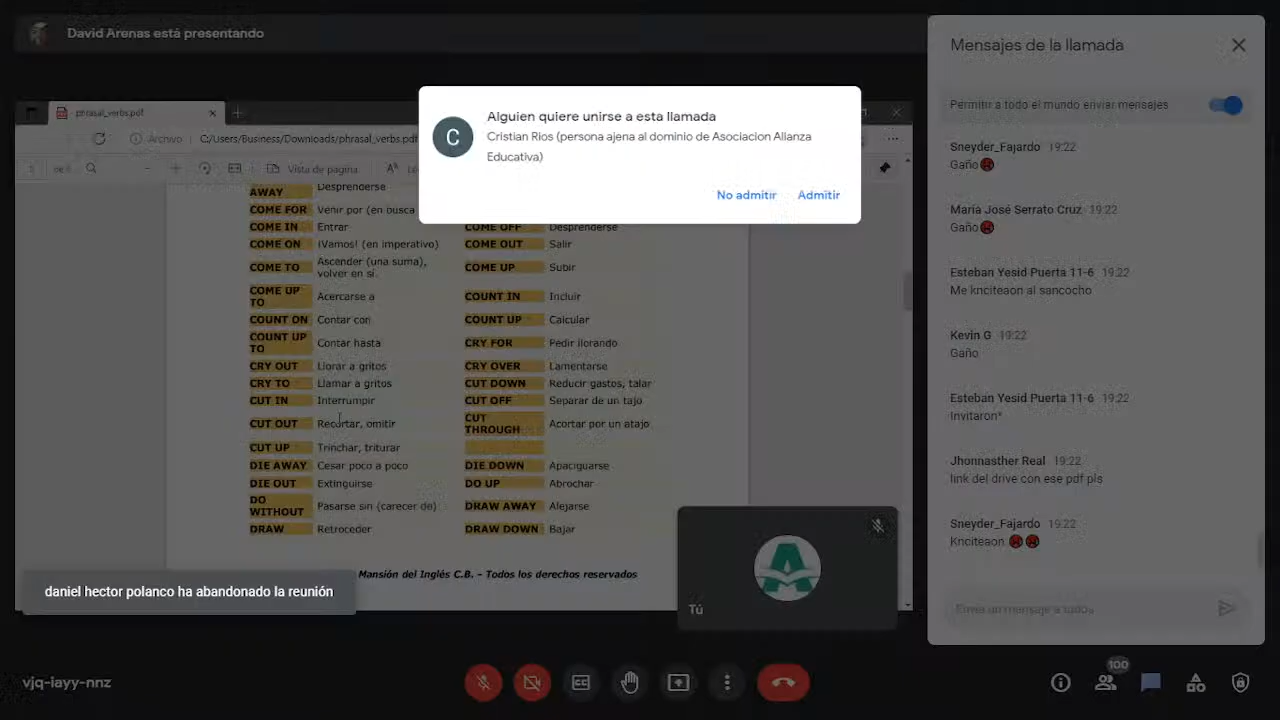 David Arenas está presentando
phrasal_verbs.pdf
Archivo
C:/Users/Business/Downloads/phrasal_verbs.pdf
Vista de página
AWAY Desprenderse
COME FOR Venir por (en busca
COME IN Entrar COME OFF Desprenderse
COME ON ¡Vamos! (en imperativo) COME OUT Salir
COME TO Ascender (una suma), volver en sí. COME UP Subir
COME UP TO Acercarse a COUNT IN Incluir
COUNT ON Contar con COUNT UP Calcular
COUNT UP TO Contar hasta CRY FOR Pedir llorando
CRY OUT Llorar a gritos CRY OVER Lamentarse
CRY TO Llamar a gritos CUT DOWN Reducir gastos, talar
CUT IN Interrumpir CUT OFF Separar de un tajo
CUT OUT Recortar, omitir CUT THROUGH Acortar por un atajo
CUT UP Trinchar, triturar
DIE AWAY Cesar poco a poco DIE DOWN Apaciguarse
DIE OUT Extinguirse DO UP Abrochar
DO WITHOUT Pasarse sin (carecer de) DRAW AWAY Alejarse
DRAW Retroceder DRAW DOWN Bajar
Mansión del Inglés C.B. – Todos los derechos reservados
Alguien quiere unirse a esta llamada
C
Cristian Rios (persona ajena al dominio de Asociacion Alianza
Educativa)
No admitir Admitir
daniel hector polanco ha abandonado la reunión
Tú
Mensajes de la llamada
Permitir a todo el mundo enviar mensajes
Sneyder_Fajardo 19:22
Gaño😡
María José Serrato Cruz 19:22
Gaño😡
Esteban Yesid Puerta 11-6 19:22
Me knciteaon al sancocho
Kevin G 19:22
Gaño
Esteban Yesid Puerta 11-6 19:22
Invitaron*
Jhonnasther Real 19:22
link del drive con ese pdf pls
Sneyder_Fajardo 19:22
Knciteaon 😡 😡
Envía un mensaje a todos
vjq-iayy-nnz
100